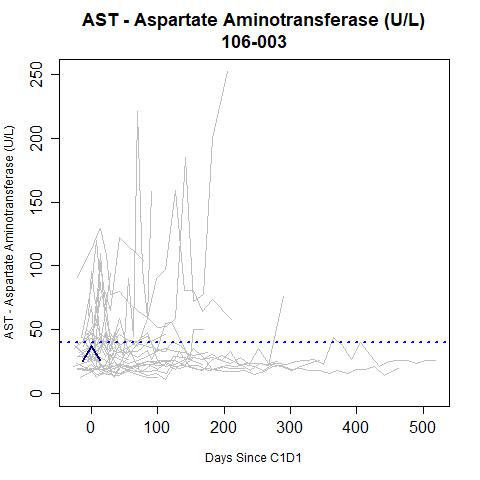 AST - Aspartate Aminotransferase (U/L)
106-003
AST - Aspartate Aminotransferase (U/L)
250
200
150
100
50
0
0 100 200 300 400 500
Days Since C1D1